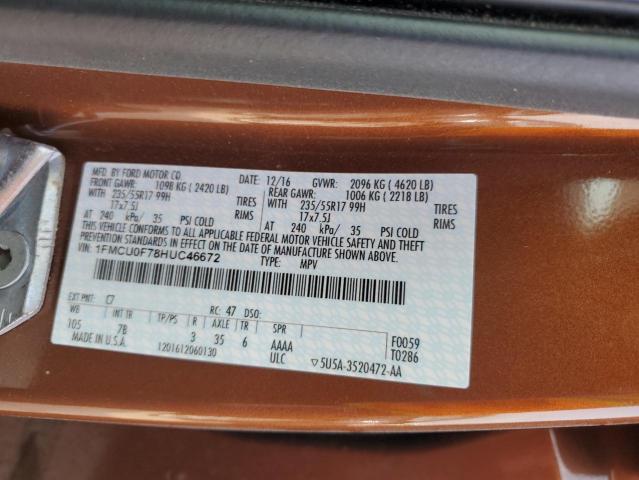 MFD. BY FORD MOTOR CO.
DATE: 12/16 GVWR: 2096 KG ( 4620 LB)
FRONT GAWR: 1098 KG ( 2420 LB) REAR GAWR: 1006 KG ( 2218 LB)
WITH 235/55R17 99H TIRES WITH 235/55R17 99H TIRES
17x7.5J RIMS 17x7.5J RIMS
AT 240 kPa/ 35 PSI COLD AT 240 kPa/ 35 PSI COLD
THIS VEHICLE CONFORMS TO ALL APPLICABLE FEDERAL MOTOR VEHICLE SAFETY AND THEFT
PREVENTION STANDARDS IN EFFECT ON THE DATE OF MANUFACTURE SHOWN ABOVE.
VIN: 1FMCU0F78HUC46672 TYPE: MPV
EXT PNT: C7 RC: 47 DSO:
WB INT TR TP/PS R AXLE TR SPR
105 7B 3 35 6 AAAA F0059
MADE IN U.S.A. 1201612060130 ULC T0286
▽5U5A-3520472-AA